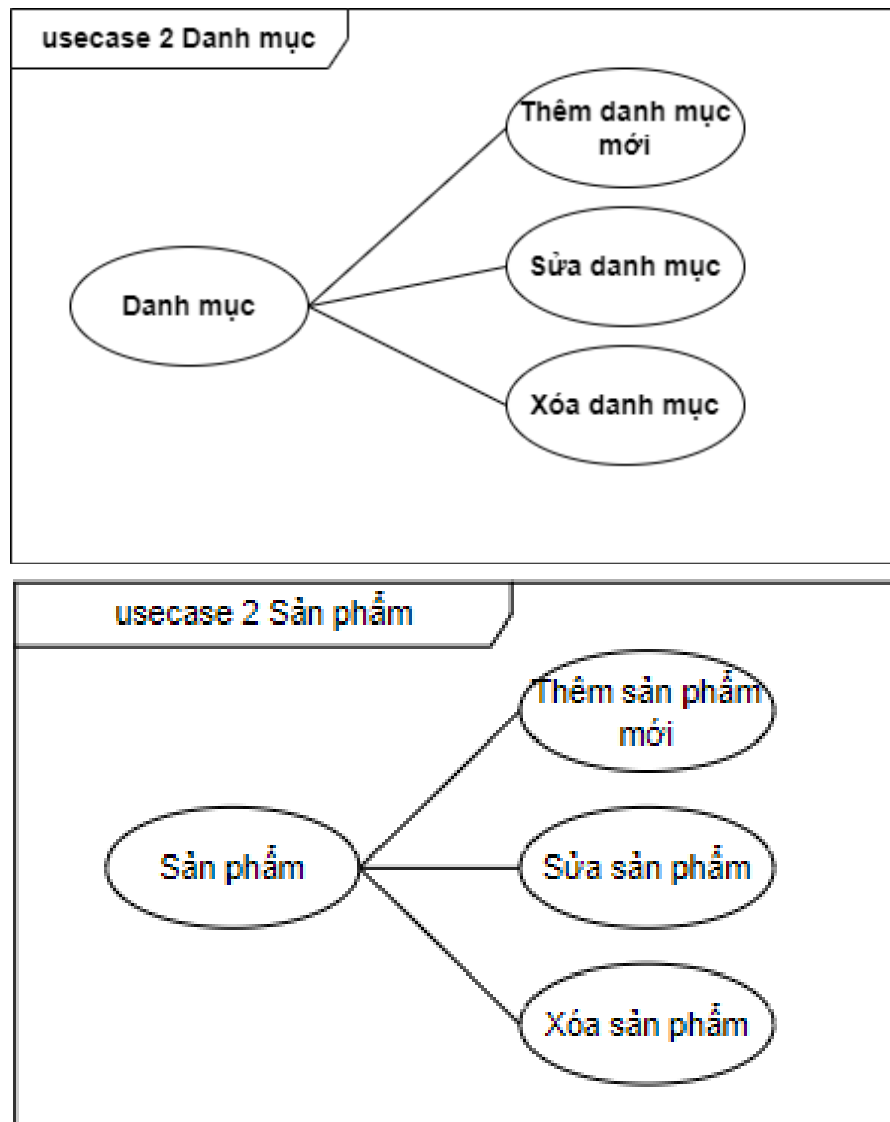 usecase 2 Danh mục
Thêm danh mục
mới
Sửa danh mục
Danh mục
Xóa danh mục
usecase 2 Sản phẩm
Thêm sản phẩm
mới
Sản phẩm
Sửa sản phẩm
Xóa sản phẩm